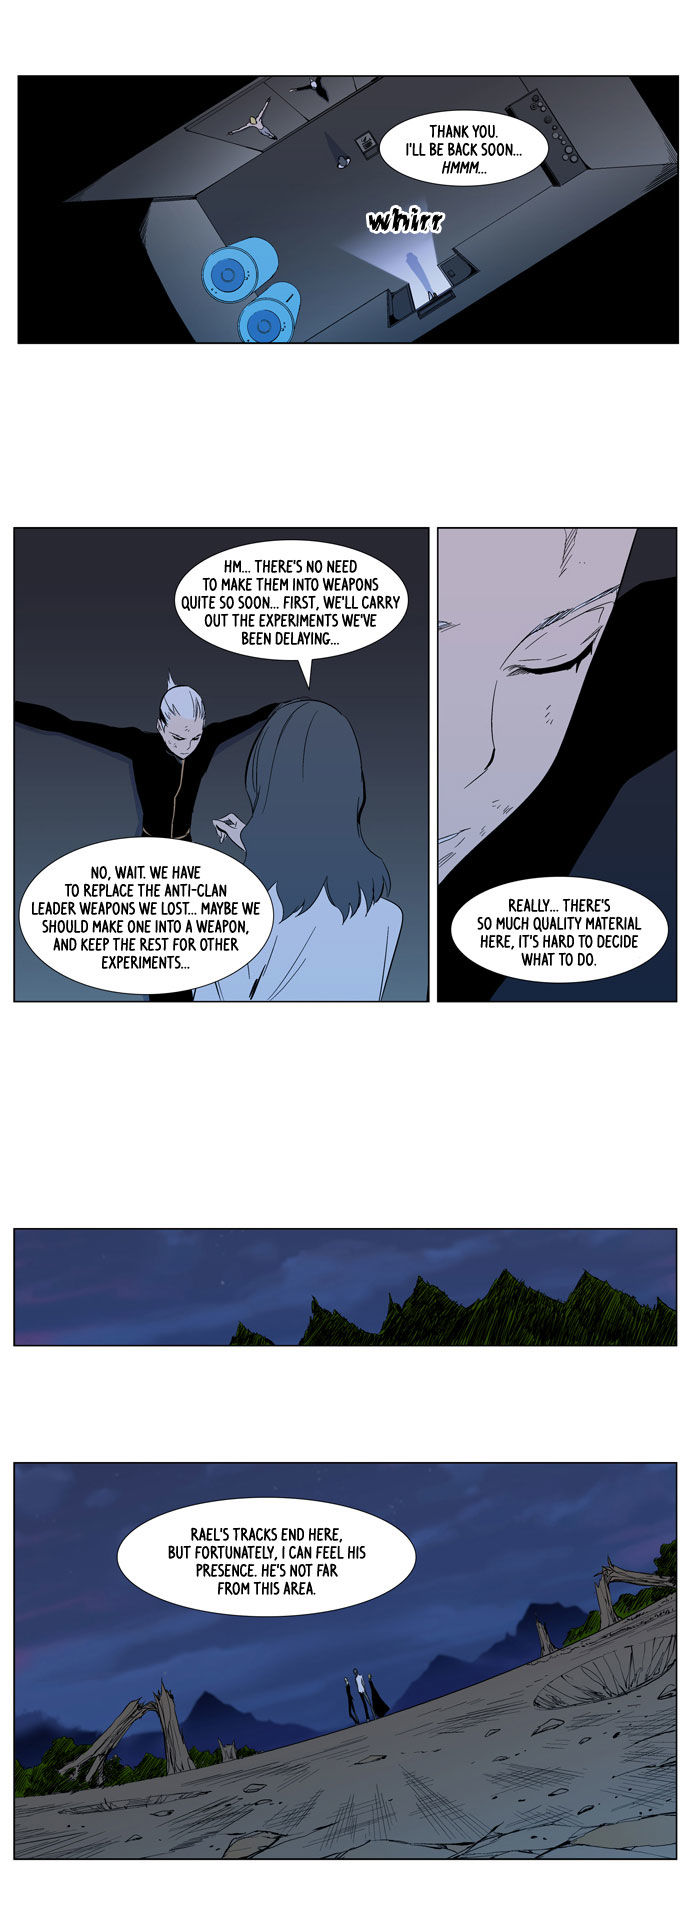 THANK YOU.
I'LL BE BACK SOON...
HMMM...
whirr
HM... THERE'S NO NEED
TO MAKE THEM INTO WEAPONS
QUITE SO SOON... FIRST, WE'LL CARRY
OUT THE EXPERIMENTS WE'VE
BEEN DELAYING...
NO, WAIT. WE HAVE
TO REPLACE THE ANTI-CLAN
LEADER WEAPONS WE LOST... MAYBE WE
SHOULD MAKE ONE INTO A WEAPON,
AND KEEP THE REST FOR OTHER
EXPERIMENTS...
REALLY... THERE'S
SO MUCH QUALITY MATERIAL
HERE, IT'S HARD TO DECIDE
WHAT TO DO.
RAEL'S TRACKS END HERE,
BUT FORTUNATELY, I CAN FEEL HIS
PRESENCE. HE'S NOT FAR
FROM THIS AREA.